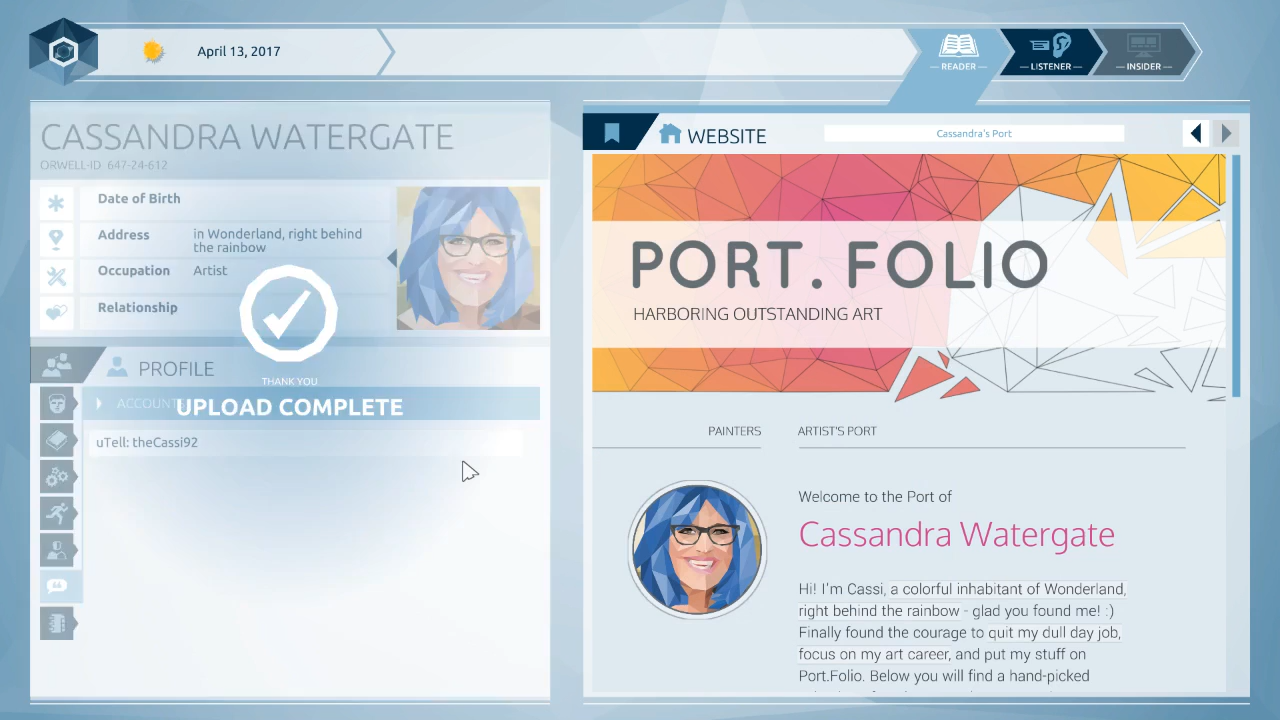 April 13, 2017
READER
LISTENER
INSIDER
CASSANDRA WATERGATE
ORWELL-ID 647-24-612
Date of Birth
Address in Wonderland, right behind
the rainbow
Occupation Artist
Relationship
PROFILE
THANK YOU
ACCOUNT
UPLOAD COMPLETE
uTell: theCassi92
WEBSITE
Cassandra's Port
PORT. FOLIO
HARBORING OUTSTANDING ART
PAINTERS
ARTIST'S PORT
Welcome to the Port of
Cassandra Watergate
Hi! I'm Cassi, a colorful inhabitant of Wonderland,
right behind the rainbow - glad you found me! :)
Finally found the courage to quit my dull day job,
focus on my art career, and put my stuff on
Port.Folio. Below you will find a hand-picked